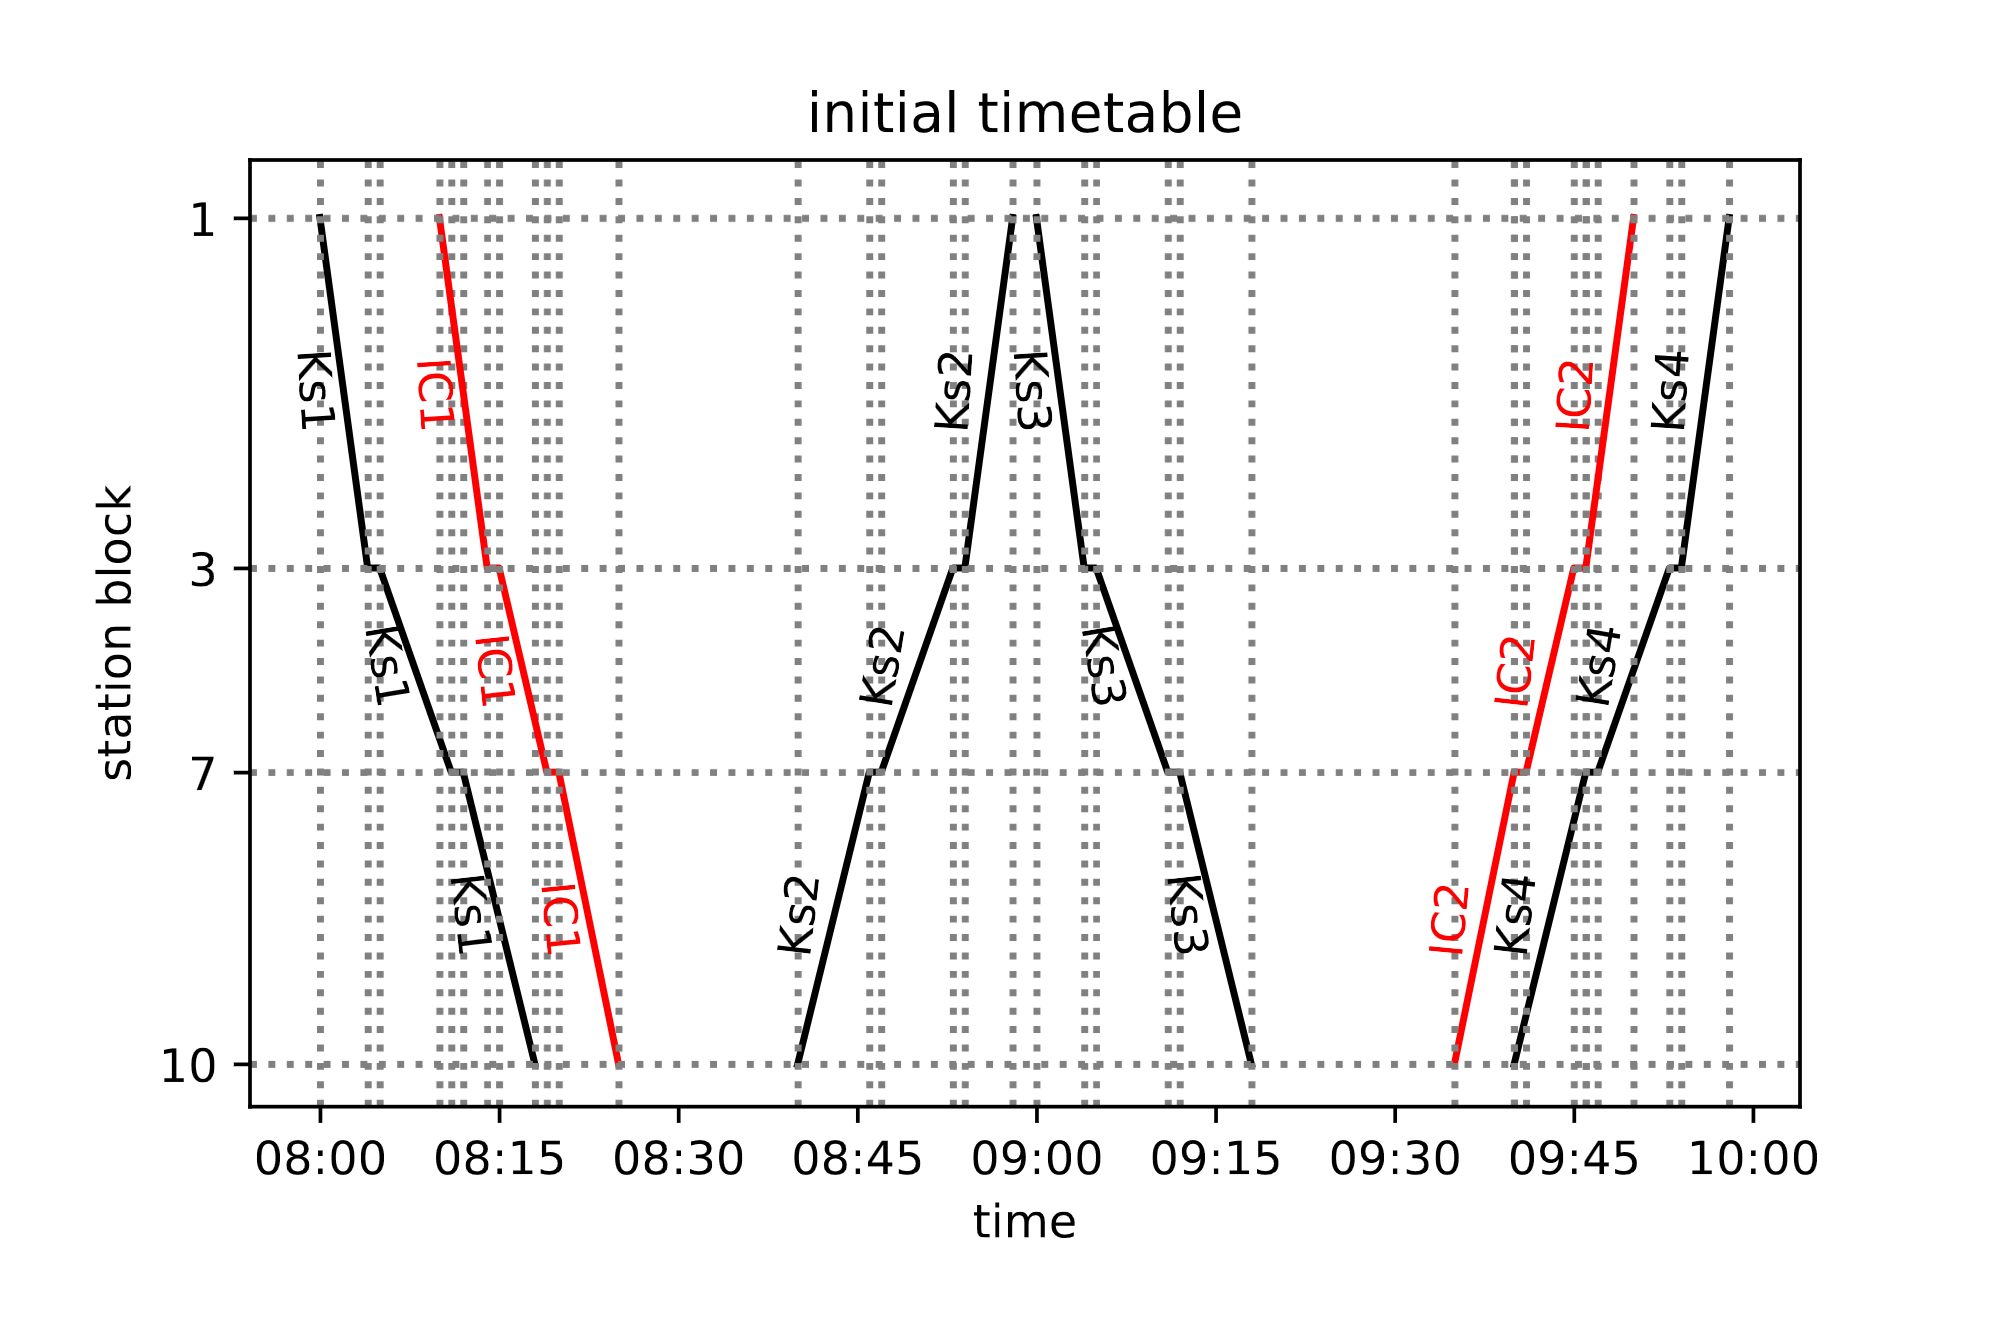 initial timetable
station block
1
3
7
10
Ks1
IC1
Ks2
Ks3
IC2
Ks4
Ks1
IC1
Ks2
Ks3
IC2
Ks4
Ks1
IC1
Ks2
Ks3
IC2
Ks4
08:00 08:15 08:30 08:45 09:00 09:15 09:30 09:45 10:00
time